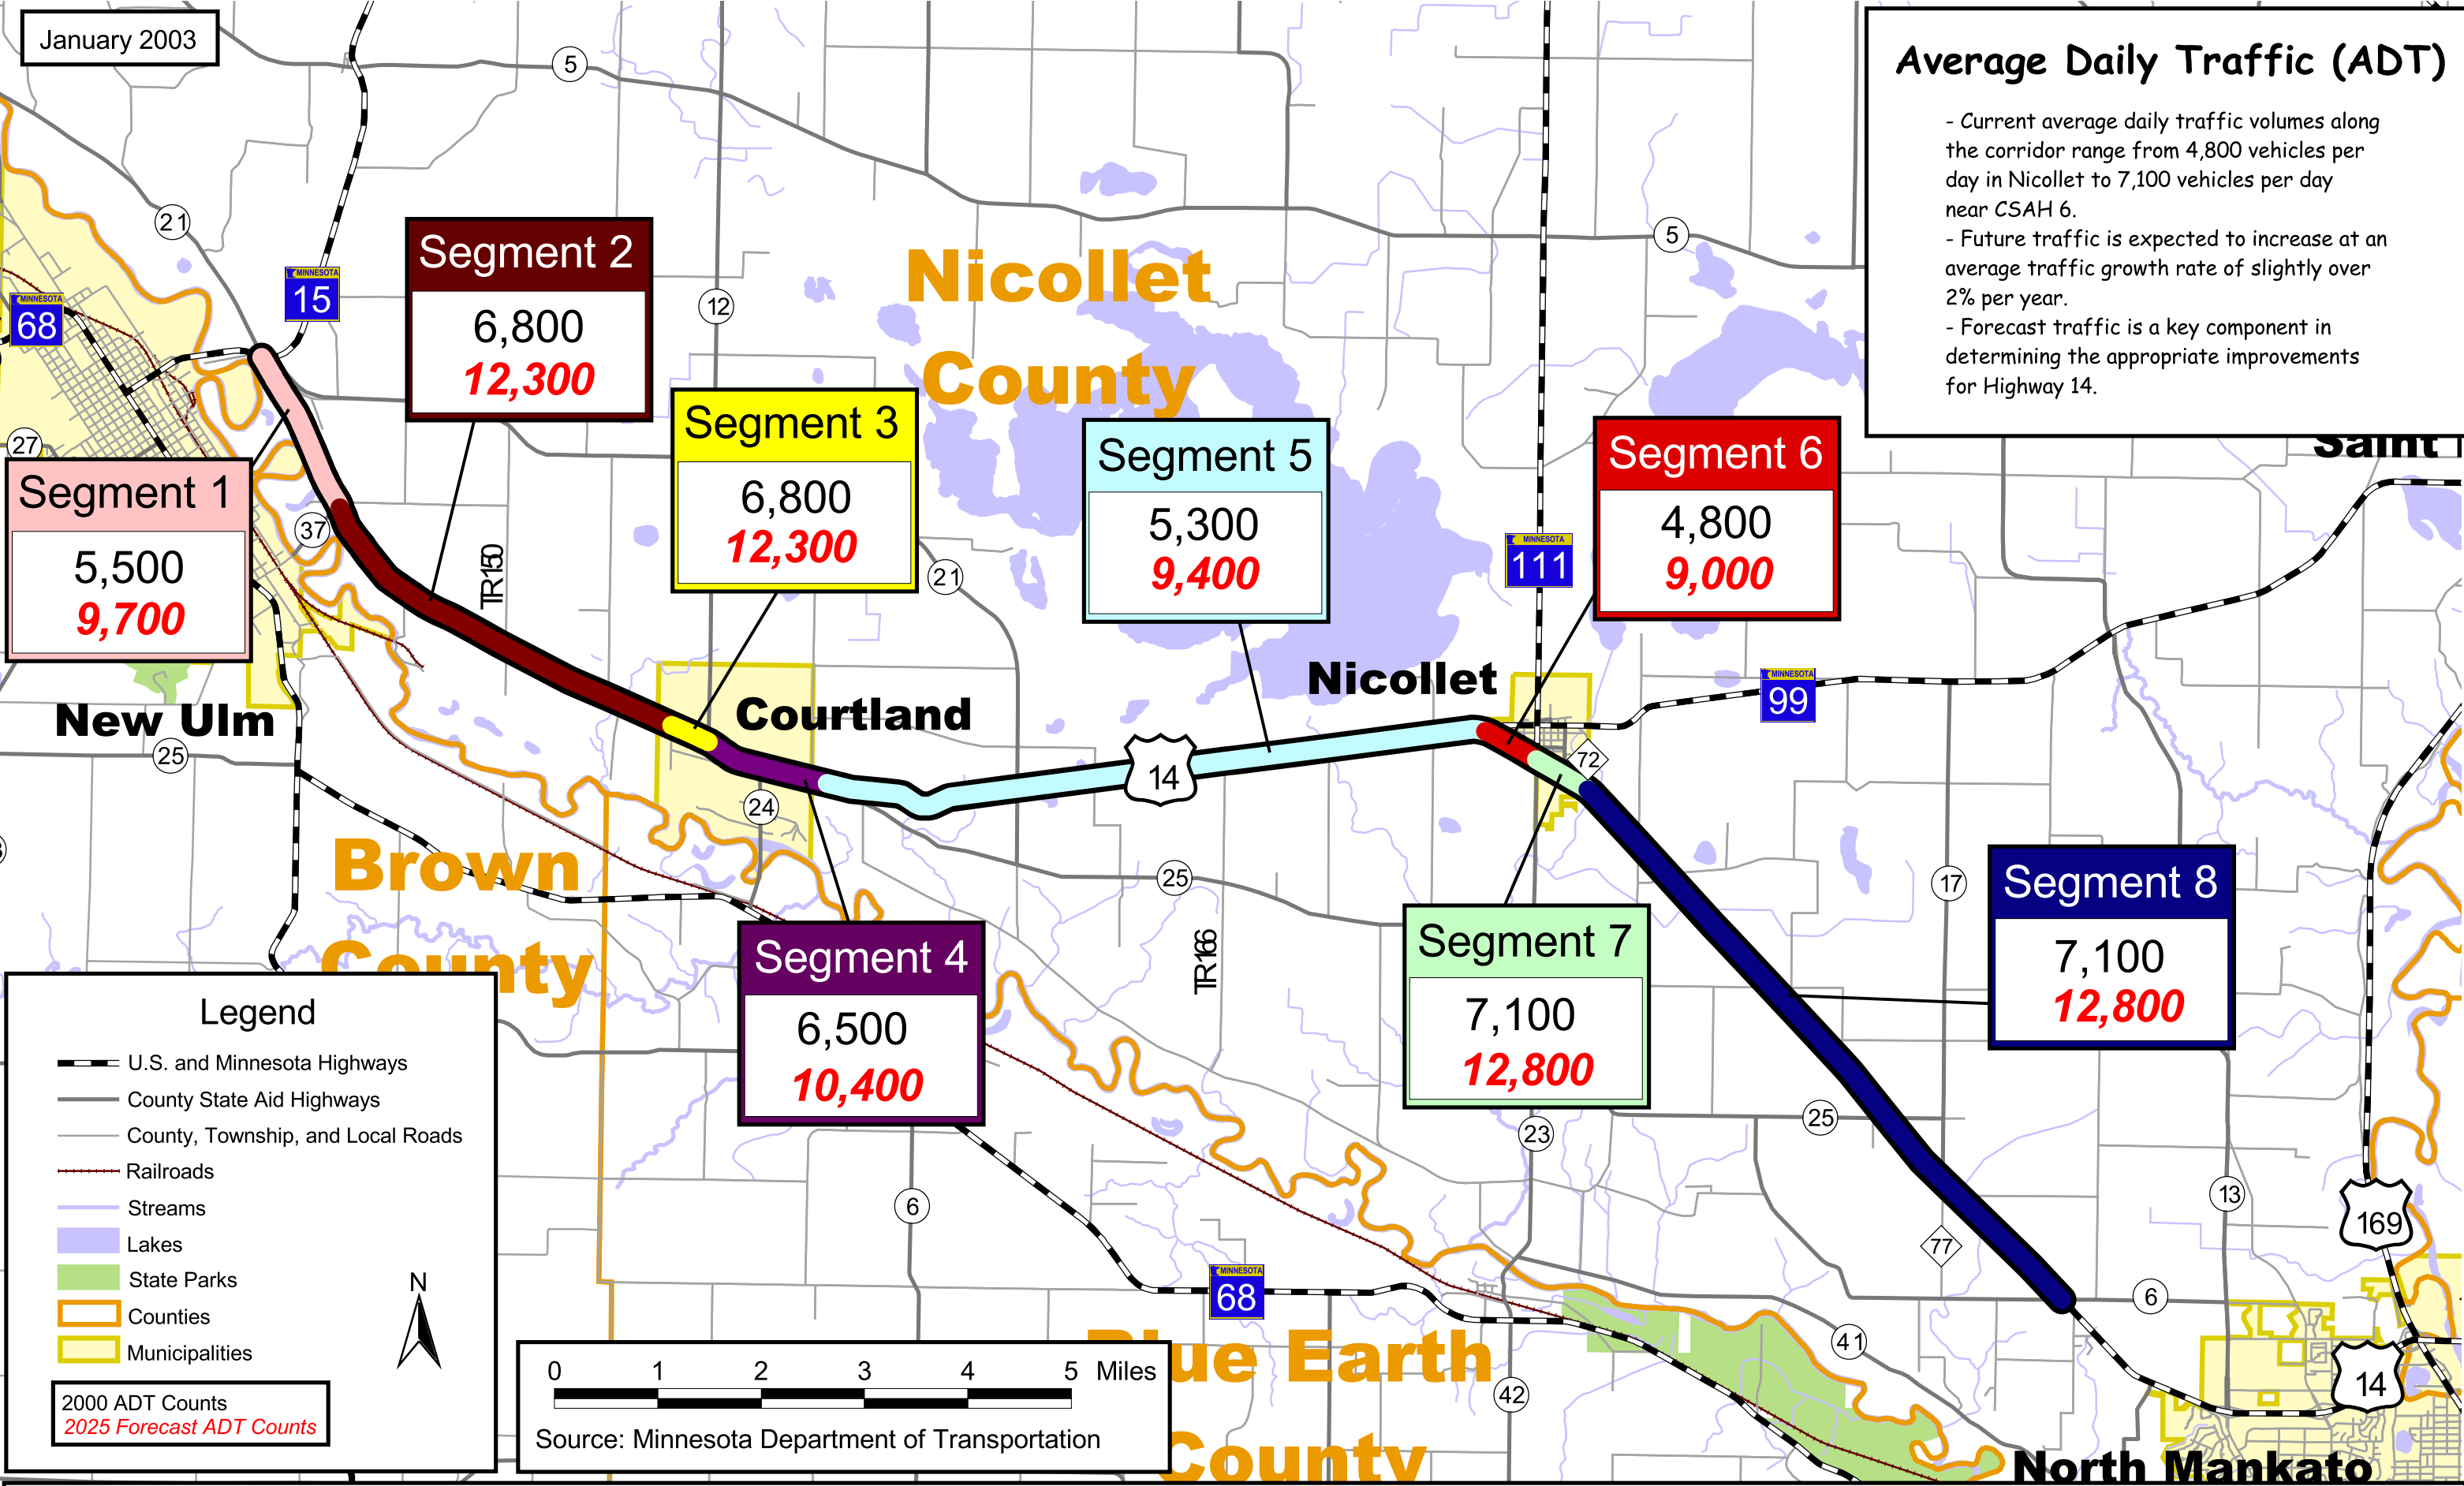 January 2003
Average Daily Traffic (ADT)
- Current average daily traffic volumes along
the corridor range from 4,800 vehicles per
day in Nicollet to 7,100 vehicles per day
near CSAH 6.
- Future traffic is expected to increase at an
average traffic growth rate of slightly over
2% per year.
- Forecast traffic is a key component in
determining the appropriate improvements
for Highway 14.
5
21
MINNESOTA
15
MINNESOTA
68
12
5
27
Nicollet
County
Saint
Segment 1
5,500
9,700
Segment 2
6,800
12,300
Segment 3
6,800
12,300
Segment 5
5,300
9,400
Segment 6
4,800
9,000
37
TR150
21
MINNESOTA
111
MINNESOTA
99
New Ulm
Courtland
Nicollet
25
24
14
72
25
17
Brown
County
TR166
Segment 4
6,500
10,400
Segment 7
7,100
12,800
Segment 8
7,100
12,800
23
25
13
6
77
169
MINNESOTA
68
6
41
42
14
Blue Earth
County
North Mankato
Legend
U.S. and Minnesota Highways
County State Aid Highways
County, Township, and Local Roads
Railroads
Streams
Lakes
State Parks
Counties
Municipalities
N
2000 ADT Counts
2025 Forecast ADT Counts
0 1 2 3 4 5 Miles
Source: Minnesota Department of Transportation